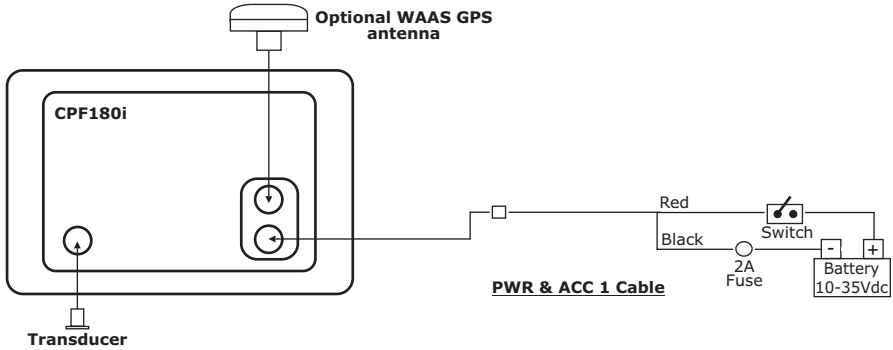 Optional WAAS GPS
antenna
CPF180i
Red
Switch
Black
2A
Fuse
-
+
Battery
10-35Vdc
PWR & ACC 1 Cable
Transducer